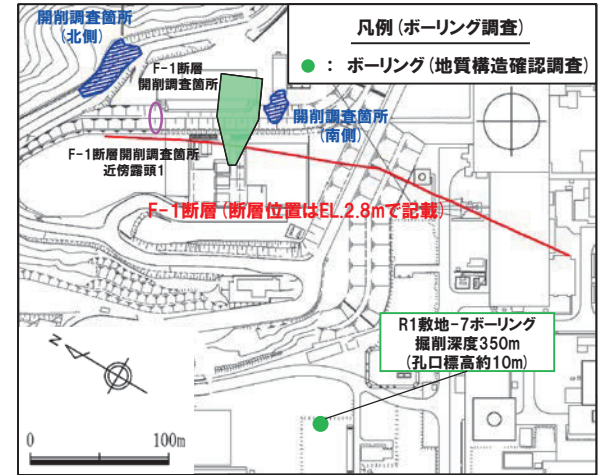 開削調査箇所
(北側)
凡例(ボーリング調査)
● : ボーリング(地質構造確認調査)
F-1断層
開削調査箇所
開削調査箇所
(南側)
F-1断層開削調査箇所
近傍露頭1
F-1断層(断層位置はEL.2.8mで記載)
R1敷地-7ボーリング
掘削深度350m
(孔口標高約10m)
N
0 100m